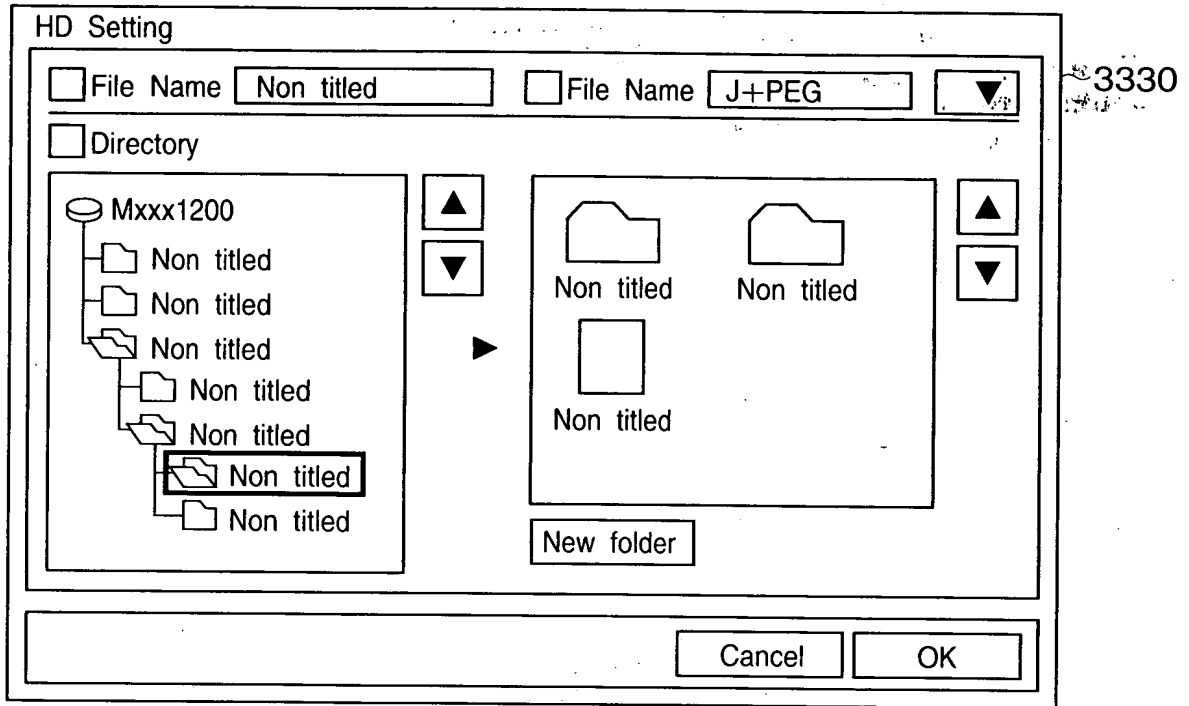 HD Setting
File Name Non titled File Name J+PEG
3330
Directory
Mxxx1200
Non titled
Non titled
Non titled
Non titled
Non titled
Non titled
Non titled
Non titled Non titled
Non titled
New folder
Cancel OK